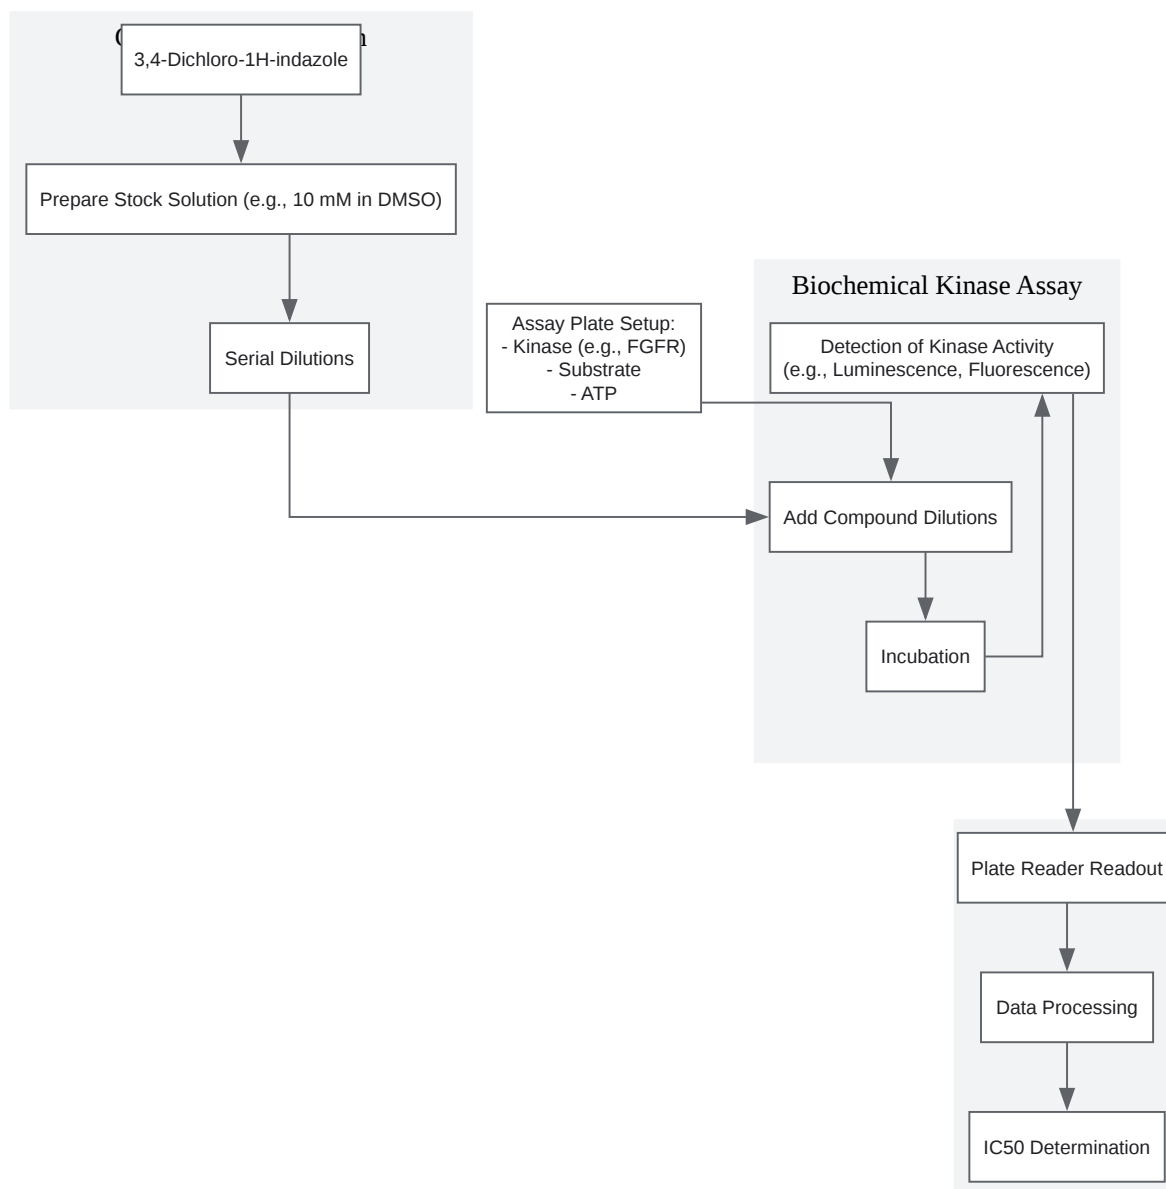 3,4-Dichloro-1H-indazole
Prepare Stock Solution (e.g., 10 mM in DMSO)
Serial Dilutions
Assay Plate Setup:
- Kinase (e.g., FGFR)
- Substrate
- ATP
Biochemical Kinase Assay
Detection of Kinase Activity
(e.g., Luminescence, Fluorescence)
Add Compound Dilutions
Incubation
Plate Reader Readout
Data Processing
IC50 Determination